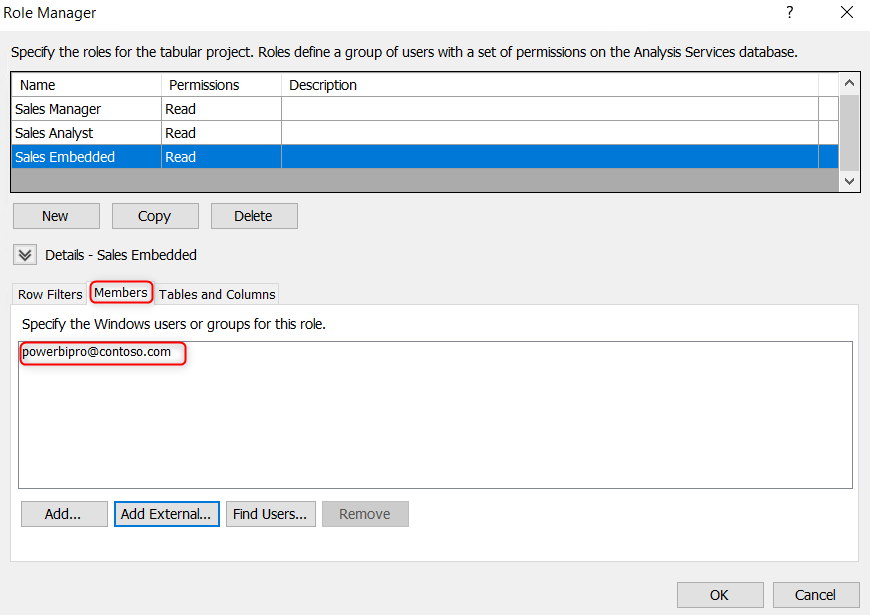 Role Manager ?
Specify the roles for the tabular project. Roles define a group of users with a set of permissions on the Analysis Services database.
Name Permissions Description
Sales Manager Read
Sales Analyst Read
Sales Embedded Read
New Copy Delete
Details - Sales Embedded
Row Filters Members Tables and Columns
Specify the Windows users or groups for this role.
powerbipro@contoso.com
Add... Add External... Find Users... Remove
OK Cancel